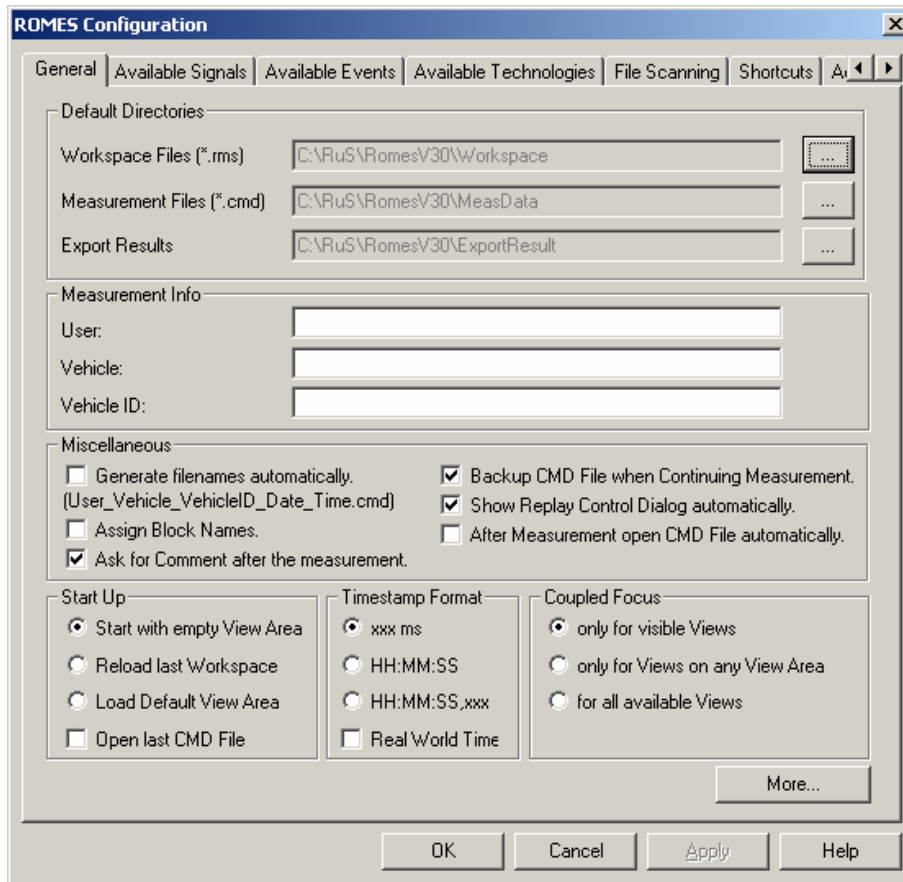 ROMES Configuration
General Available Signals Available Events Available Technologies File Scanning Shortcuts
Default Directories
Workspace Files (*.rms) C:\RuS\RomesV30\Workspace ...
Measurement Files (*.cmd) C:\RuS\RomesV30\MeasData ...
Export Results C:\RuS\RomesV30\ExportResult ...
Measurement Info
User:
Vehicle:
Vehicle ID:
Miscellaneous
Generate filenames automatically.
(User_Vehicle_VehicleID_Date_Time.cmd)
Assign Block Names.
Ask for Comment after the measurement.
Backup CMD File when Continuing Measurement.
Show Replay Control Dialog automatically.
After Measurement open CMD File automatically.
Start Up
Start with empty View Area
Reload last Workspace
Load Default View Area
Open last CMD File
Timestamp Format
xxx ms
HH:MM:SS
HH:MM:SS,xxx
Real World Time
Coupled Focus
only for visible Views
only for Views on any View Area
for all available Views
More...
OK Cancel Apply Help